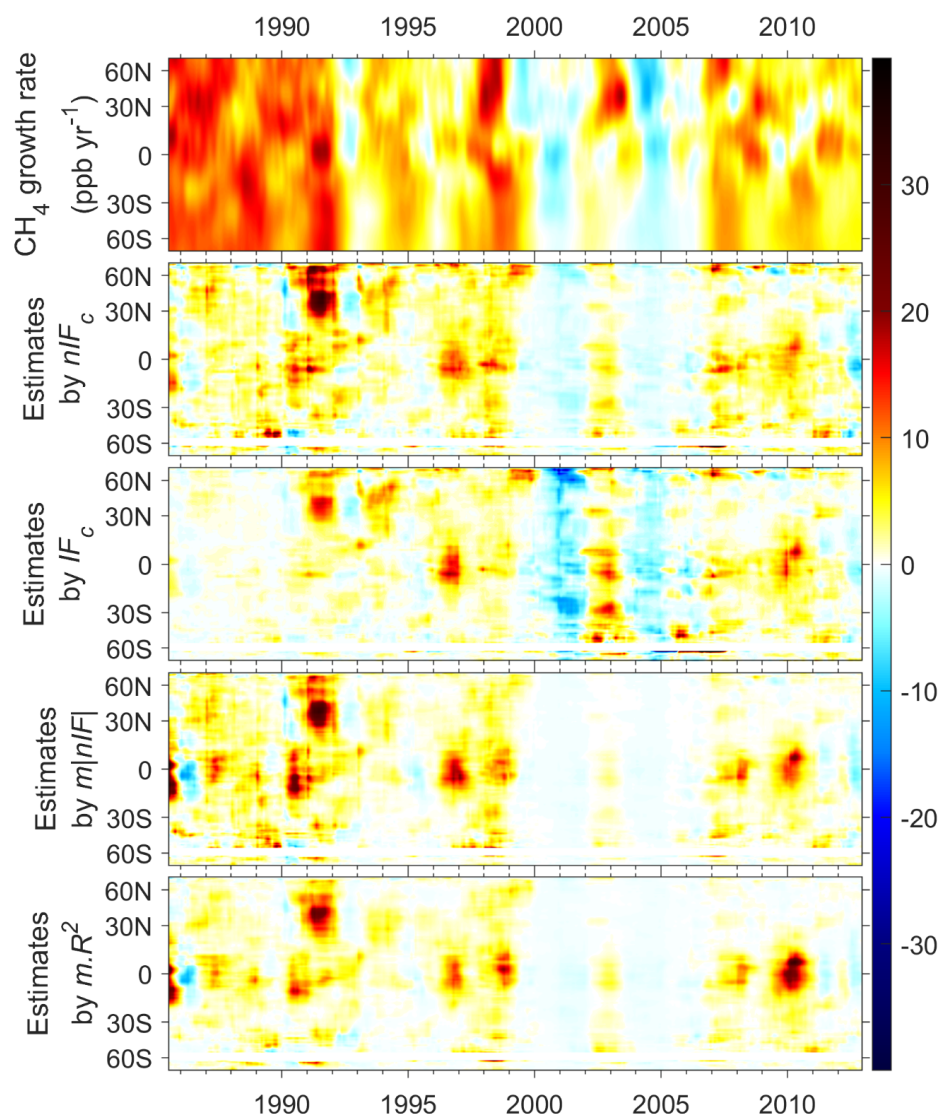 1990 1995 2000 2005 2010
CH4 growth rate
(ppb yr-1)
60N
30N
0
30S
60S
Estimates
by nIFc
60N
30N
0
30S
60S
Estimates
by IFc
60N
30N
0
30S
60S
Estimates
by m|nIF|
60N
30N
0
30S
60S
Estimates
by m.R2
60N
30N
0
30S
60S
1990 1995 2000 2005 2010
30
20
10
0
-10
-20
-30